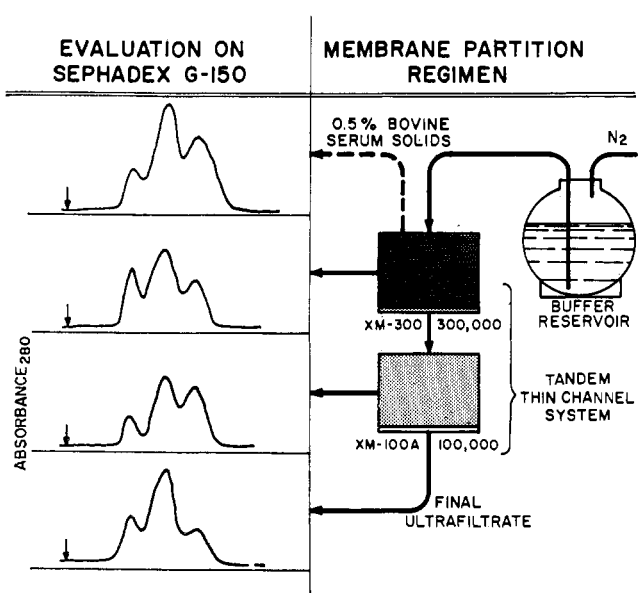 EVALUATION ON
SEPHADEX G-150
MEMBRANE PARTITION
REGIMEN
0.5% BOVINE
SERUM SOLIDS
N2
BUFFER
RESERVOIR
XM-300 300,000
TANDEM
THIN CHANNEL
SYSTEM
XM-100A 100,000
FINAL
ULTRAFILTRATE
ABSORBANCE280